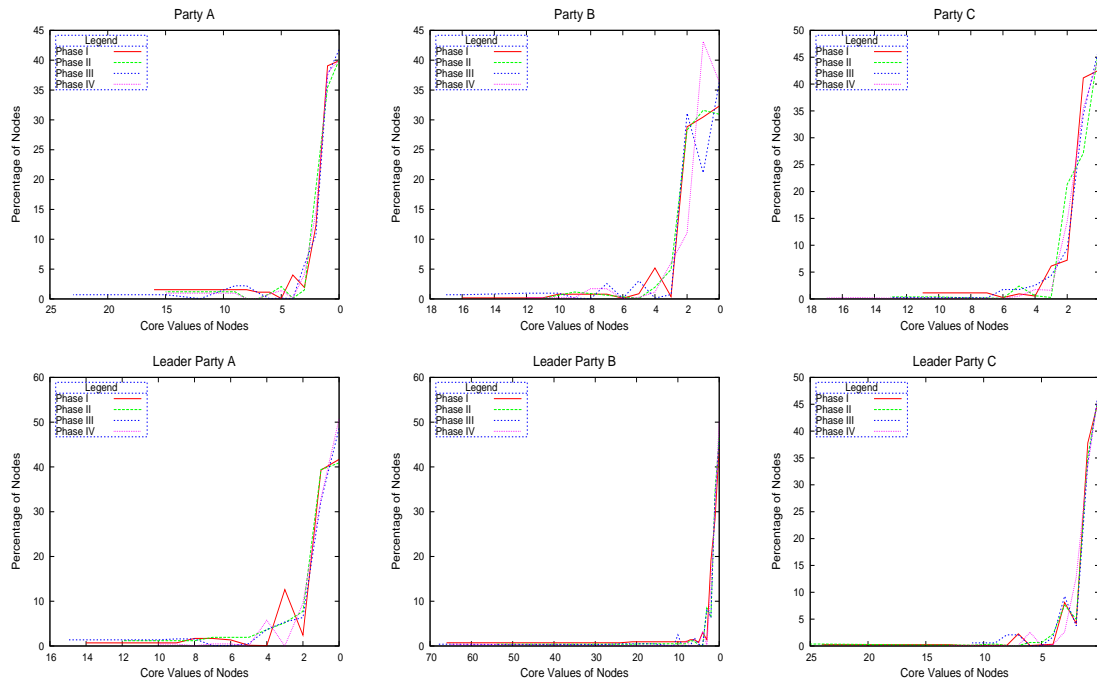 Party A
Percentage of Nodes
45
40
35
30
25
20
15
10
5
0
Legend
Phase I
Phase II
Phase III
Phase IV
25 20 15 10 5 0
Core Values of Nodes
Party B
Percentage of Nodes
45
40
35
30
25
20
15
10
5
0
Legend
Phase I
Phase II
Phase III
Phase IV
18 16 14 12 10 8 6 4 2 0
Core Values of Nodes
Party C
Percentage of Nodes
50
45
40
35
30
25
20
15
10
5
0
Legend
Phase I
Phase II
Phase III
Phase IV
18 16 14 12 10 8 6 4 2
Core Values of Nodes
Leader Party A
Percentage of Nodes
60
50
40
30
20
10
0
Legend
Phase I
Phase II
Phase III
Phase IV
16 14 12 10 8 6 4 2 0
Core Values of Nodes
Leader Party B
Percentage of Nodes
60
50
40
30
20
10
0
Legend
Phase I
Phase II
Phase III
Phase IV
70 60 50 40 30 20 10 0
Core Values of Nodes
Leader Party C
Percentage of Nodes
50
45
40
35
30
25
20
15
10
5
0
Legend
Phase I
Phase II
Phase III
Phase IV
25 20 15 10 5
Core Values of Nodes